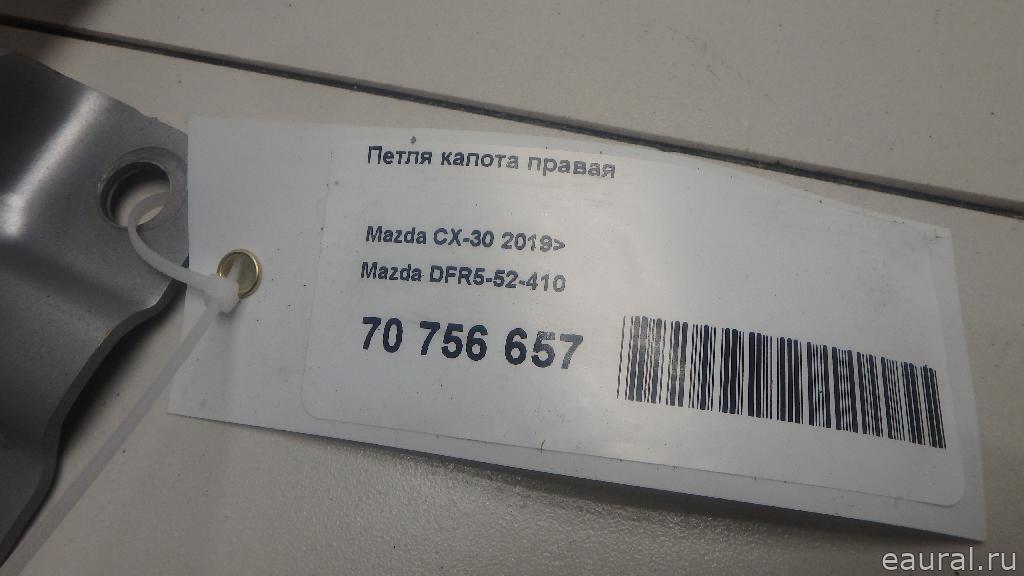 Петля капота правая
Mazda CX-30 2019>
Mazda DFR5-52-410
70 756 657
eaural.ru